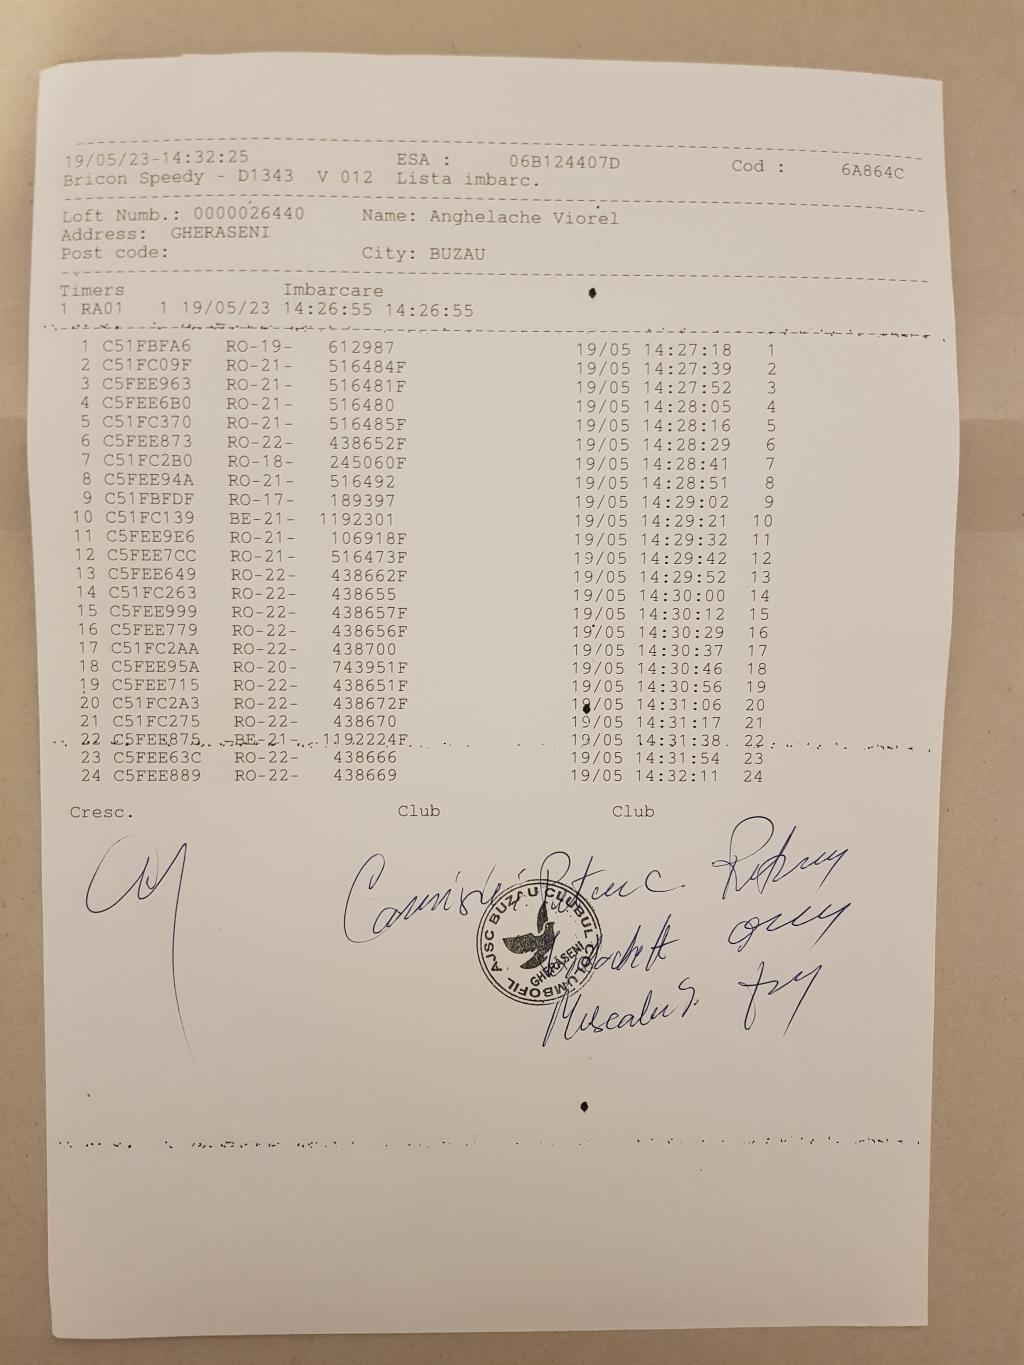 19/05/23-14:32:25 ESA : 06B124407D Cod : 6A864C
Bricon Speedy - D1343 V 012 Lista imbarc.
Loft Numb.: 0000026440 Name: Anghelache Viorel
Address: GHERASENI
Post code: City: BUZAU
Timers Imbarcare
1 RA01 1 19/05/23 14:26:55 14:26:55
1 C51FBFA6 RO-19- 612987 19/05 14:27:18 1
2 C51FC09F RO-21- 516484F 19/05 14:27:39 2
3 C5FEE963 RO-21- 516481F 19/05 14:27:52 3
4 C5FEE6B0 RO-21- 516480 19/05 14:28:05 4
5 C51FC370 RO-21- 516485F 19/05 14:28:16 5
6 C5FEE873 RO-22- 438652F 19/05 14:28:29 6
7 C51FC2B0 RO-18- 245060F 19/05 14:28:41 7
8 C5FEE94A RO-21- 516492 19/05 14:28:51 8
9 C51FBFDF RO-17- 189397 19/05 14:29:02 9
10 C51FC139 BE-21- 1192301 19/05 14:29:21 10
11 C5FEE9E6 RO-21- 106918F 19/05 14:29:32 11
12 C5FEE7CC RO-21- 516473F 19/05 14:29:42 12
13 C5FEE649 RO-22- 438662F 19/05 14:29:52 13
14 C51FC263 RO-22- 438655 19/05 14:30:00 14
15 C5FEE999 RO-22- 438657F 19/05 14:30:12 15
16 C5FEE779 RO-22- 438656F 19/05 14:30:29 16
17 C51FC2AA RO-22- 438700 19/05 14:30:37 17
18 C5FEE95A RO-20- 743951F 19/05 14:30:46 18
19 C5FEE715 RO-22- 438651F 19/05 14:30:56 19
20 C51FC2A3 RO-22- 438672F 19/05 14:31:06 20
21 C51FC275 RO-22- 438670 19/05 14:31:17 21
22 C5FEE875 BE-21- 1192224F 19/05 14:31:38 22
23 C5FEE63C RO-22- 438666 19/05 14:31:54 23
24 C5FEE889 RO-22- 438669 19/05 14:32:11 24
Cresc. Club Club
AJSC BUZAU CLUBUL COLUMBOFIL
GHERĂSENI